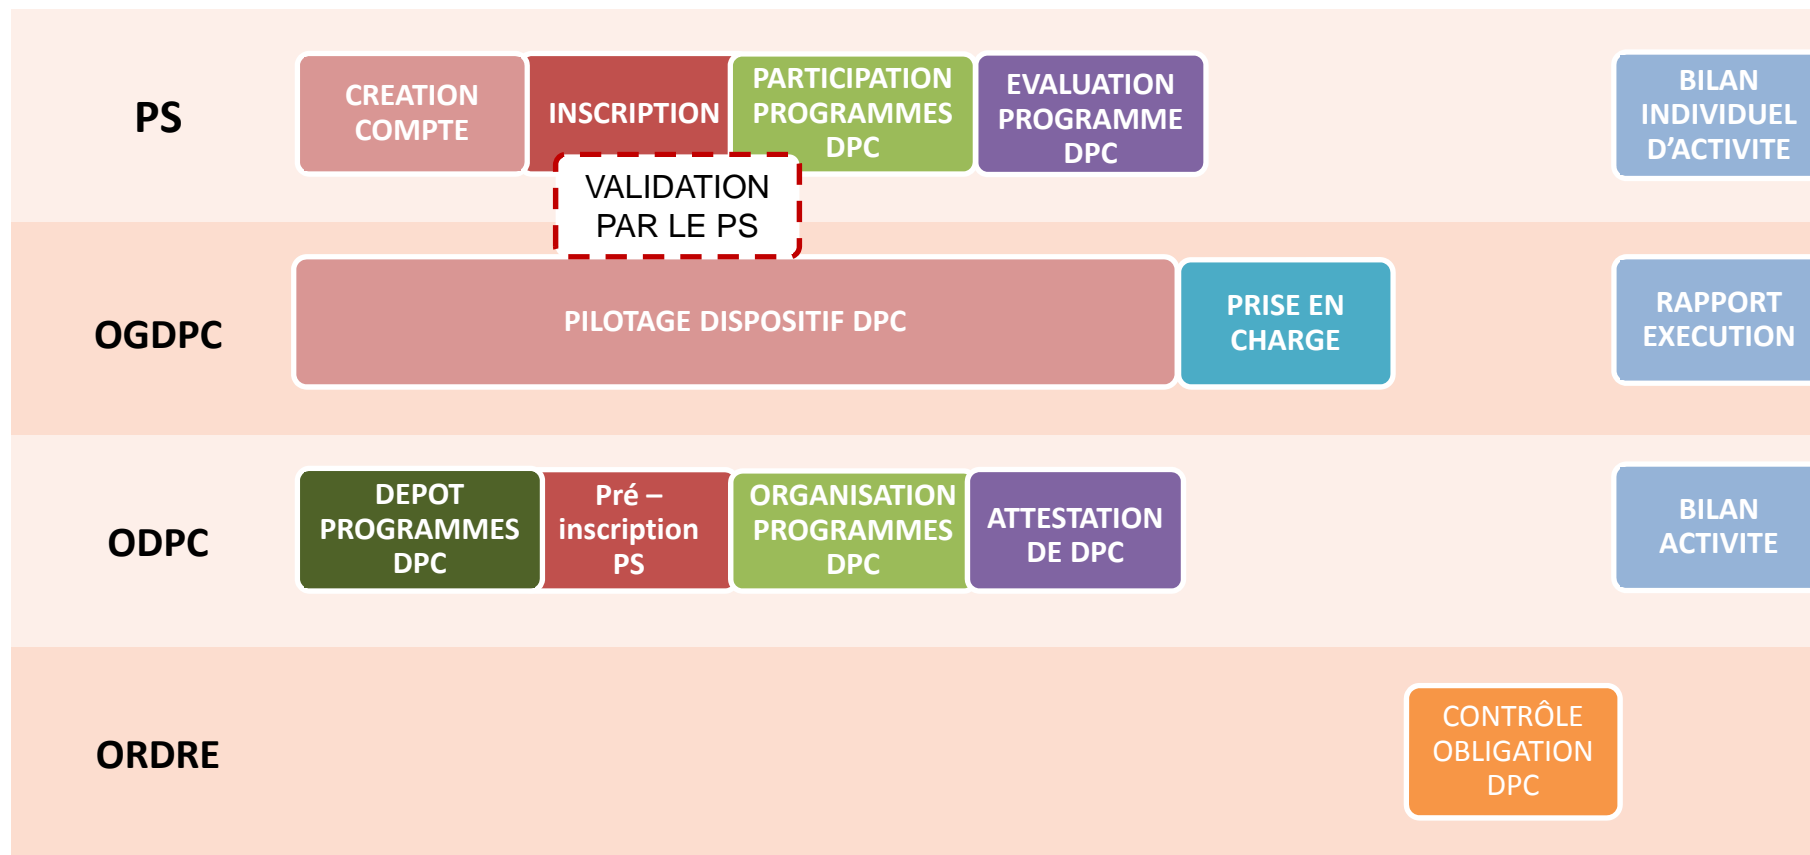 PS
CREATION
COMPTE
INSCRIPTION
PARTICIPATION
PROGRAMMES
DPC
EVALUATION
PROGRAMME
DPC
BILAN
INDIVIDUEL
D’ACTIVITE
VALIDATION
PAR LE PS
OGDPC
PILOTAGE DISPOSITIF DPC
PRISE EN
CHARGE
RAPPORT
EXECUTION
ODPC
DEPOT
PROGRAMMES
DPC
Pré –
inscription
PS
ORGANISATION
PROGRAMMES
DPC
ATTESTATION
DE DPC
BILAN
ACTIVITE
ORDRE
CONTRÔLE
OBLIGATION
DPC